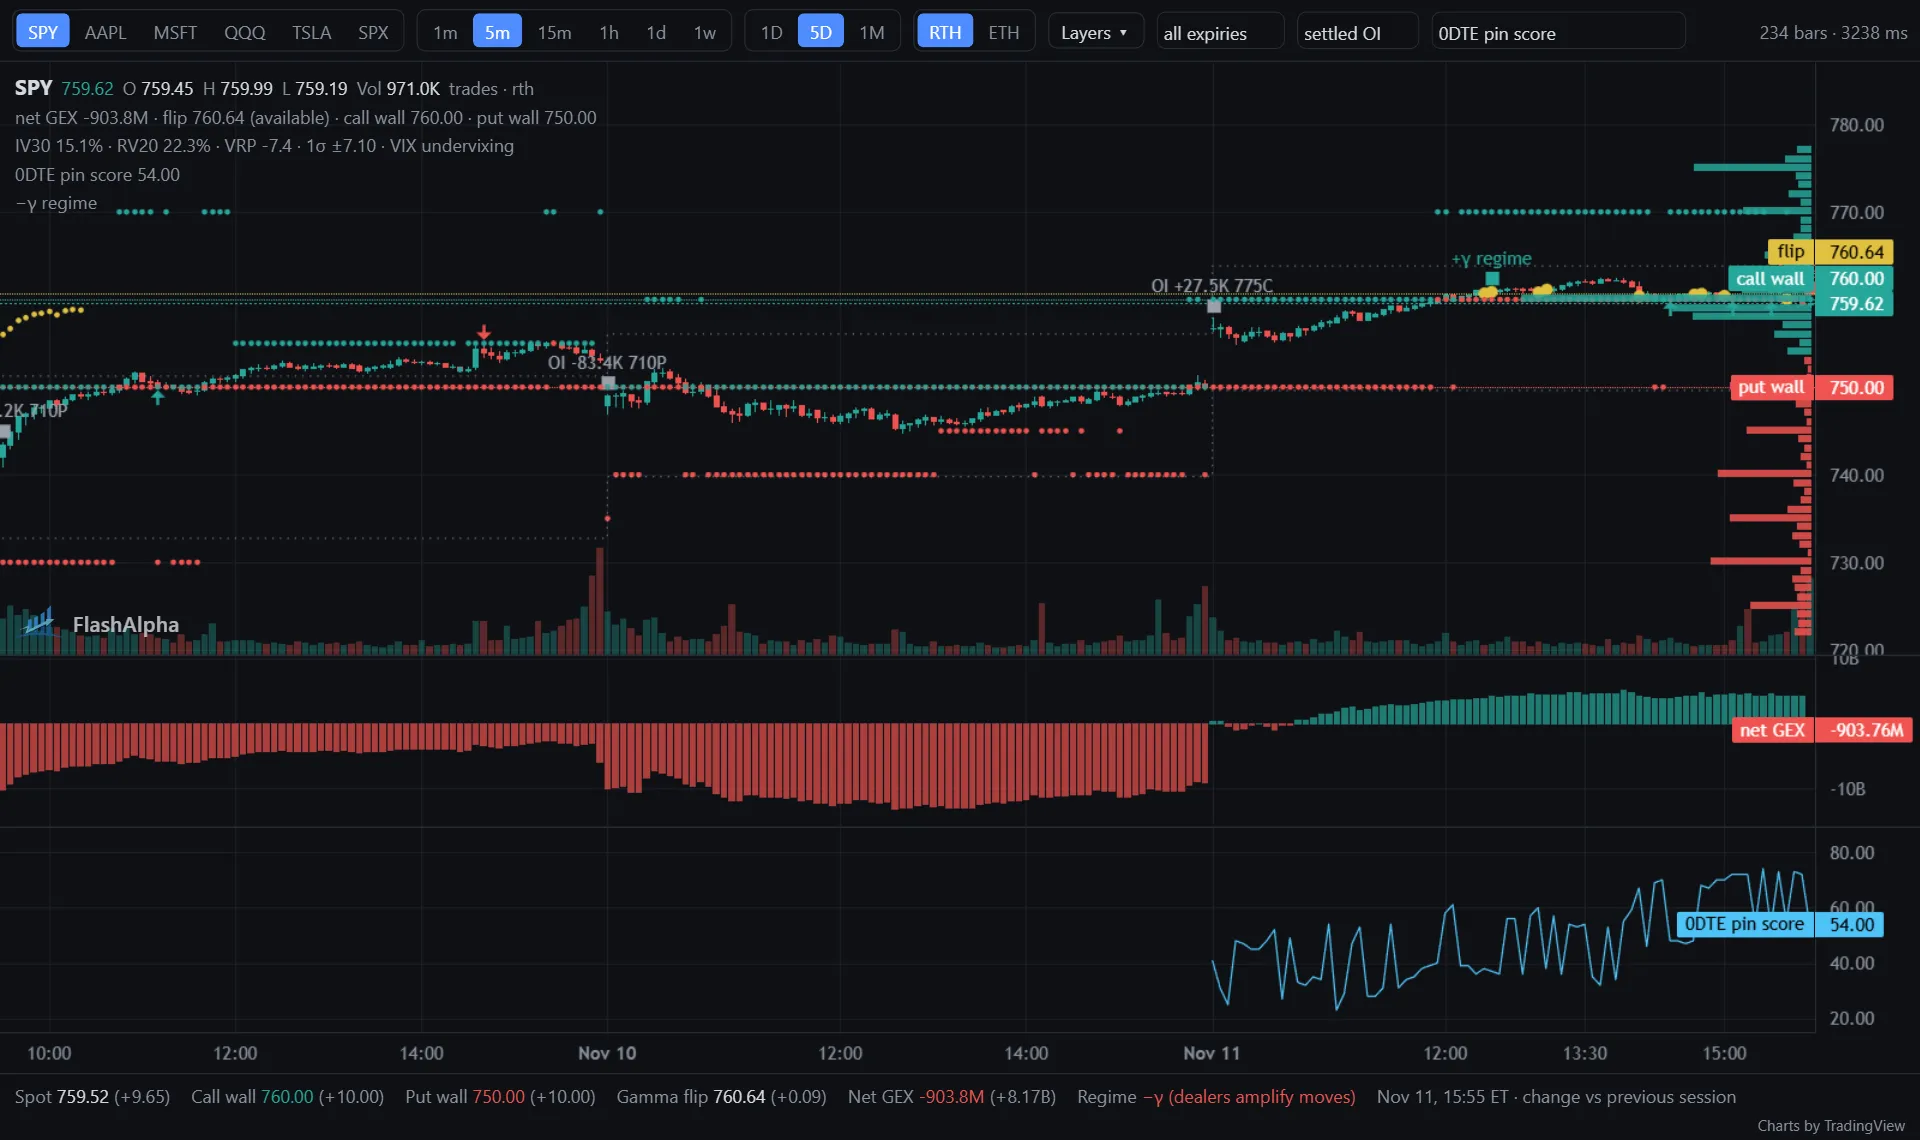 SPY AAPL MSFT QQQ TSLA SPX 1m 5m 15m 1h 1d 1w 1D 5D 1M RTH ETH Layers ▾ all expiries settled OI 0DTE pin score 234 bars · 3238 ms
SPY 759.62 O 759.45 H 759.99 L 759.19 Vol 971.0K trades · rth
net GEX -903.8M · flip 760.64 (available) · call wall 760.00 · put wall 750.00
IV30 15.1% · RV20 22.3% · VRP -7.4 · 1σ ±7.10 · VIX undervixing
0DTE pin score 54.00
−γ regime
780.00
770.00
flip 760.64
+γ regime
call wall 760.00
OI +27.5K 775C
759.62
OI -83.4K 710P
put wall 750.00
.2K 710P
740.00
730.00
FlashAlpha
720.00
10B
net GEX -903.76M
-10B
80.00
60.00
0DTE pin score 54.00
40.00
20.00
10:00 12:00 14:00 Nov 10 12:00 14:00 Nov 11 12:00 13:30 15:00
Spot 759.52 (+9.65) Call wall 760.00 (+10.00) Put wall 750.00 (+10.00) Gamma flip 760.64 (+0.09) Net GEX -903.8M (+8.17B) Regime −γ (dealers amplify moves) Nov 11, 15:55 ET · change vs previous session
Charts by TradingView